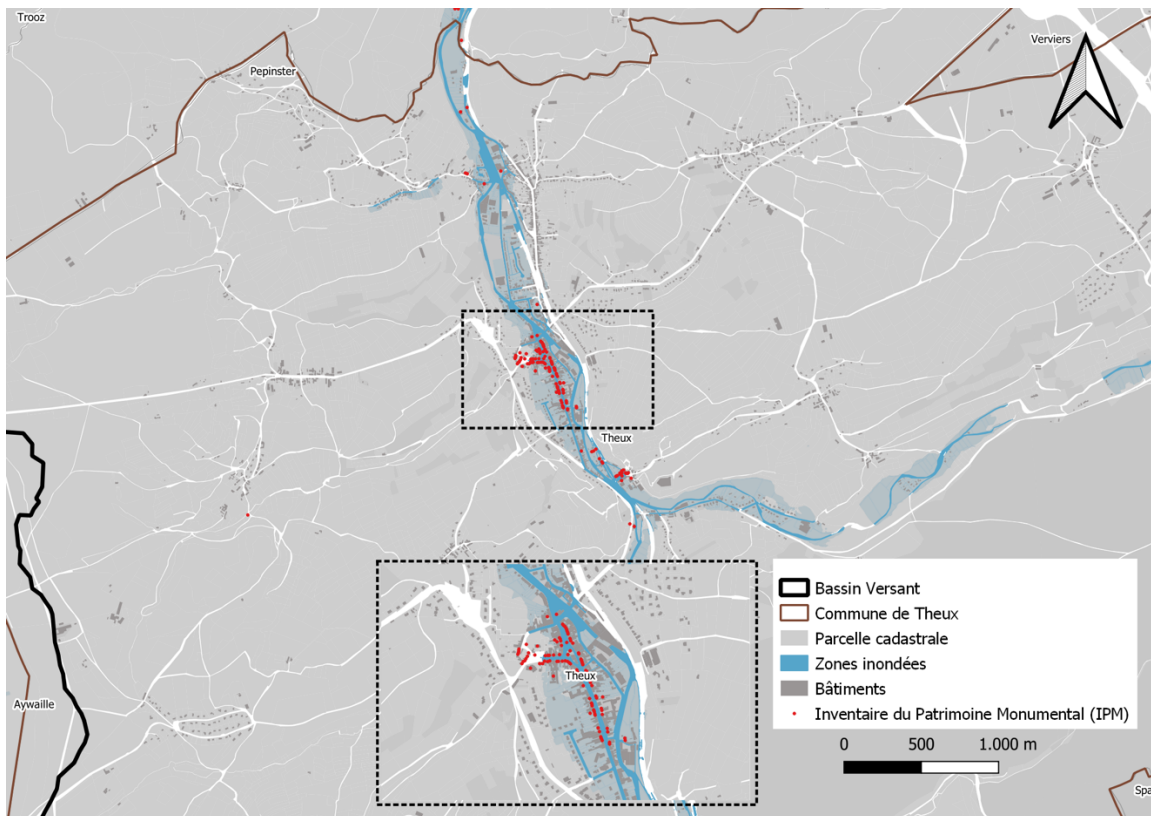 Trooz
Verviers
Pepinster
Theux
Theux
Aywaille
Bassin Versant
Commune de Theux
Parcelle cadastrale
Zones inondées
Bâtiments
Inventaire du Patrimoine Monumental (IPM)
0 500 1.000 m
Spa